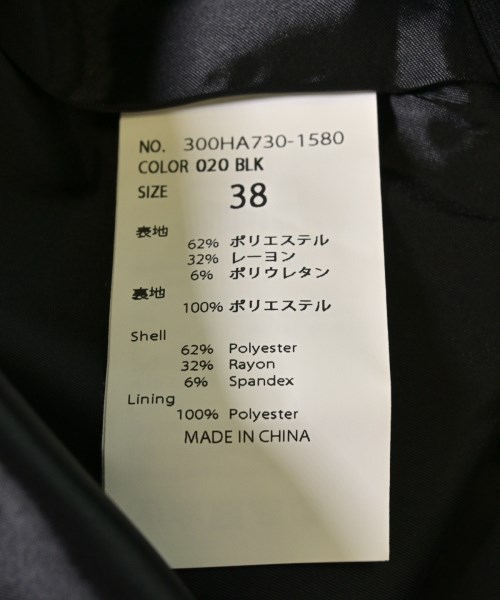 NO. 300HA730-1580
COLOR 020 BLK
SIZE 38
表地
62% ポリエステル
32% レーヨン
6% ポリウレタン
裏地
100% ポリエステル
Shell
62% Polyester
32% Rayon
6% Spandex
Lining
100% Polyester
MADE IN CHINA